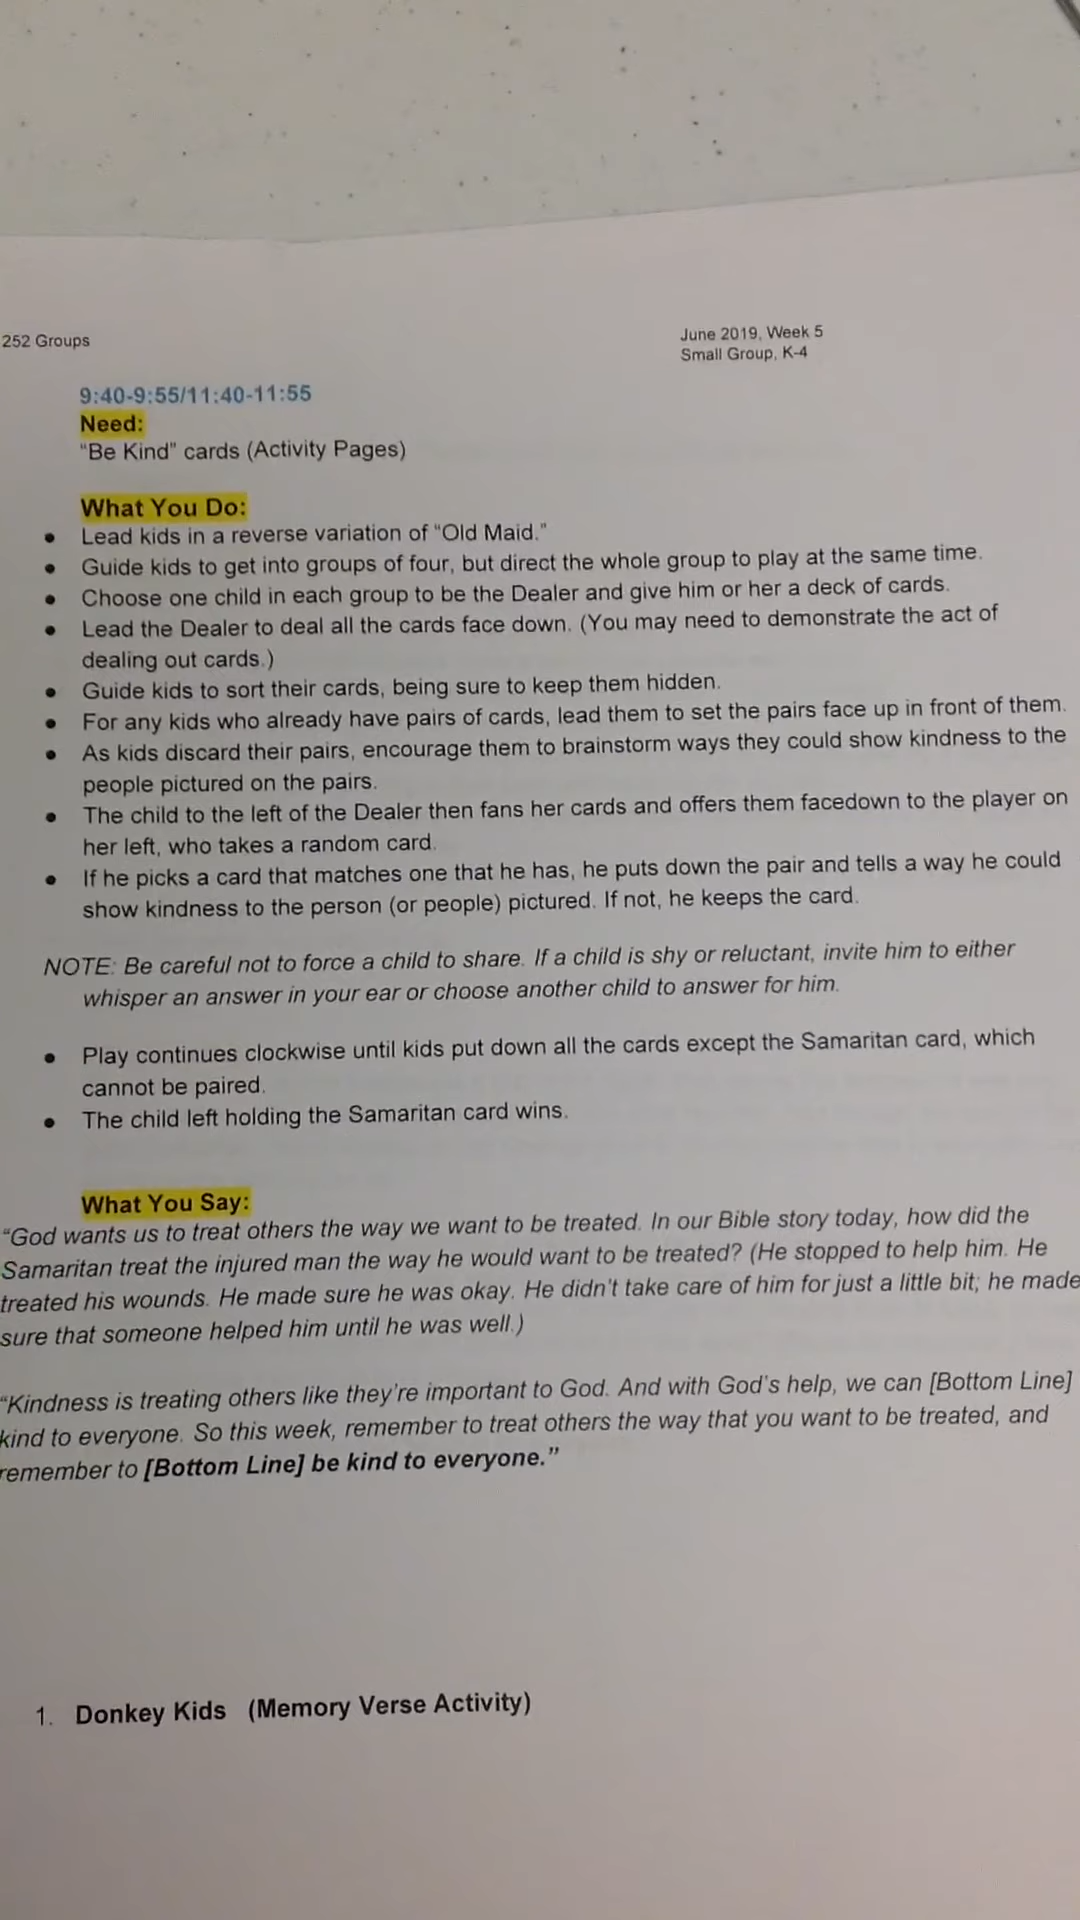 252 Groups
June 2019, Week 5
Small Group, K-4
9:40-9:55/11:40-11:55
Need:
"Be Kind" cards (Activity Pages)
What You Do:
• Lead kids in a reverse variation of "Old Maid."
• Guide kids to get into groups of four, but direct the whole group to play at the same time.
• Choose one child in each group to be the Dealer and give him or her a deck of cards.
• Lead the Dealer to deal all the cards face down. (You may need to demonstrate the act of
dealing out cards.)
• Guide kids to sort their cards, being sure to keep them hidden.
• For any kids who already have pairs of cards, lead them to set the pairs face up in front of them.
• As kids discard their pairs, encourage them to brainstorm ways they could show kindness to the
people pictured on the pairs.
• The child to the left of the Dealer then fans her cards and offers them facedown to the player on
her left, who takes a random card.
• If he picks a card that matches one that he has, he puts down the pair and tells a way he could
show kindness to the person (or people) pictured. If not, he keeps the card.
NOTE: Be careful not to force a child to share. If a child is shy or reluctant, invite him to either
whisper an answer in your ear or choose another child to answer for him.
• Play continues clockwise until kids put down all the cards except the Samaritan card, which
cannot be paired.
• The child left holding the Samaritan card wins.
What You Say:
"God wants us to treat others the way we want to be treated. In our Bible story today, how did the
Samaritan treat the injured man the way he would want to be treated? (He stopped to help him. He
treated his wounds. He made sure he was okay. He didn't take care of him for just a little bit; he made
sure that someone helped him until he was well.)
"Kindness is treating others like they're important to God. And with God's help, we can [Bottom Line]
kind to everyone. So this week, remember to treat others the way that you want to be treated, and
remember to [Bottom Line] be kind to everyone."
1. Donkey Kids (Memory Verse Activity)